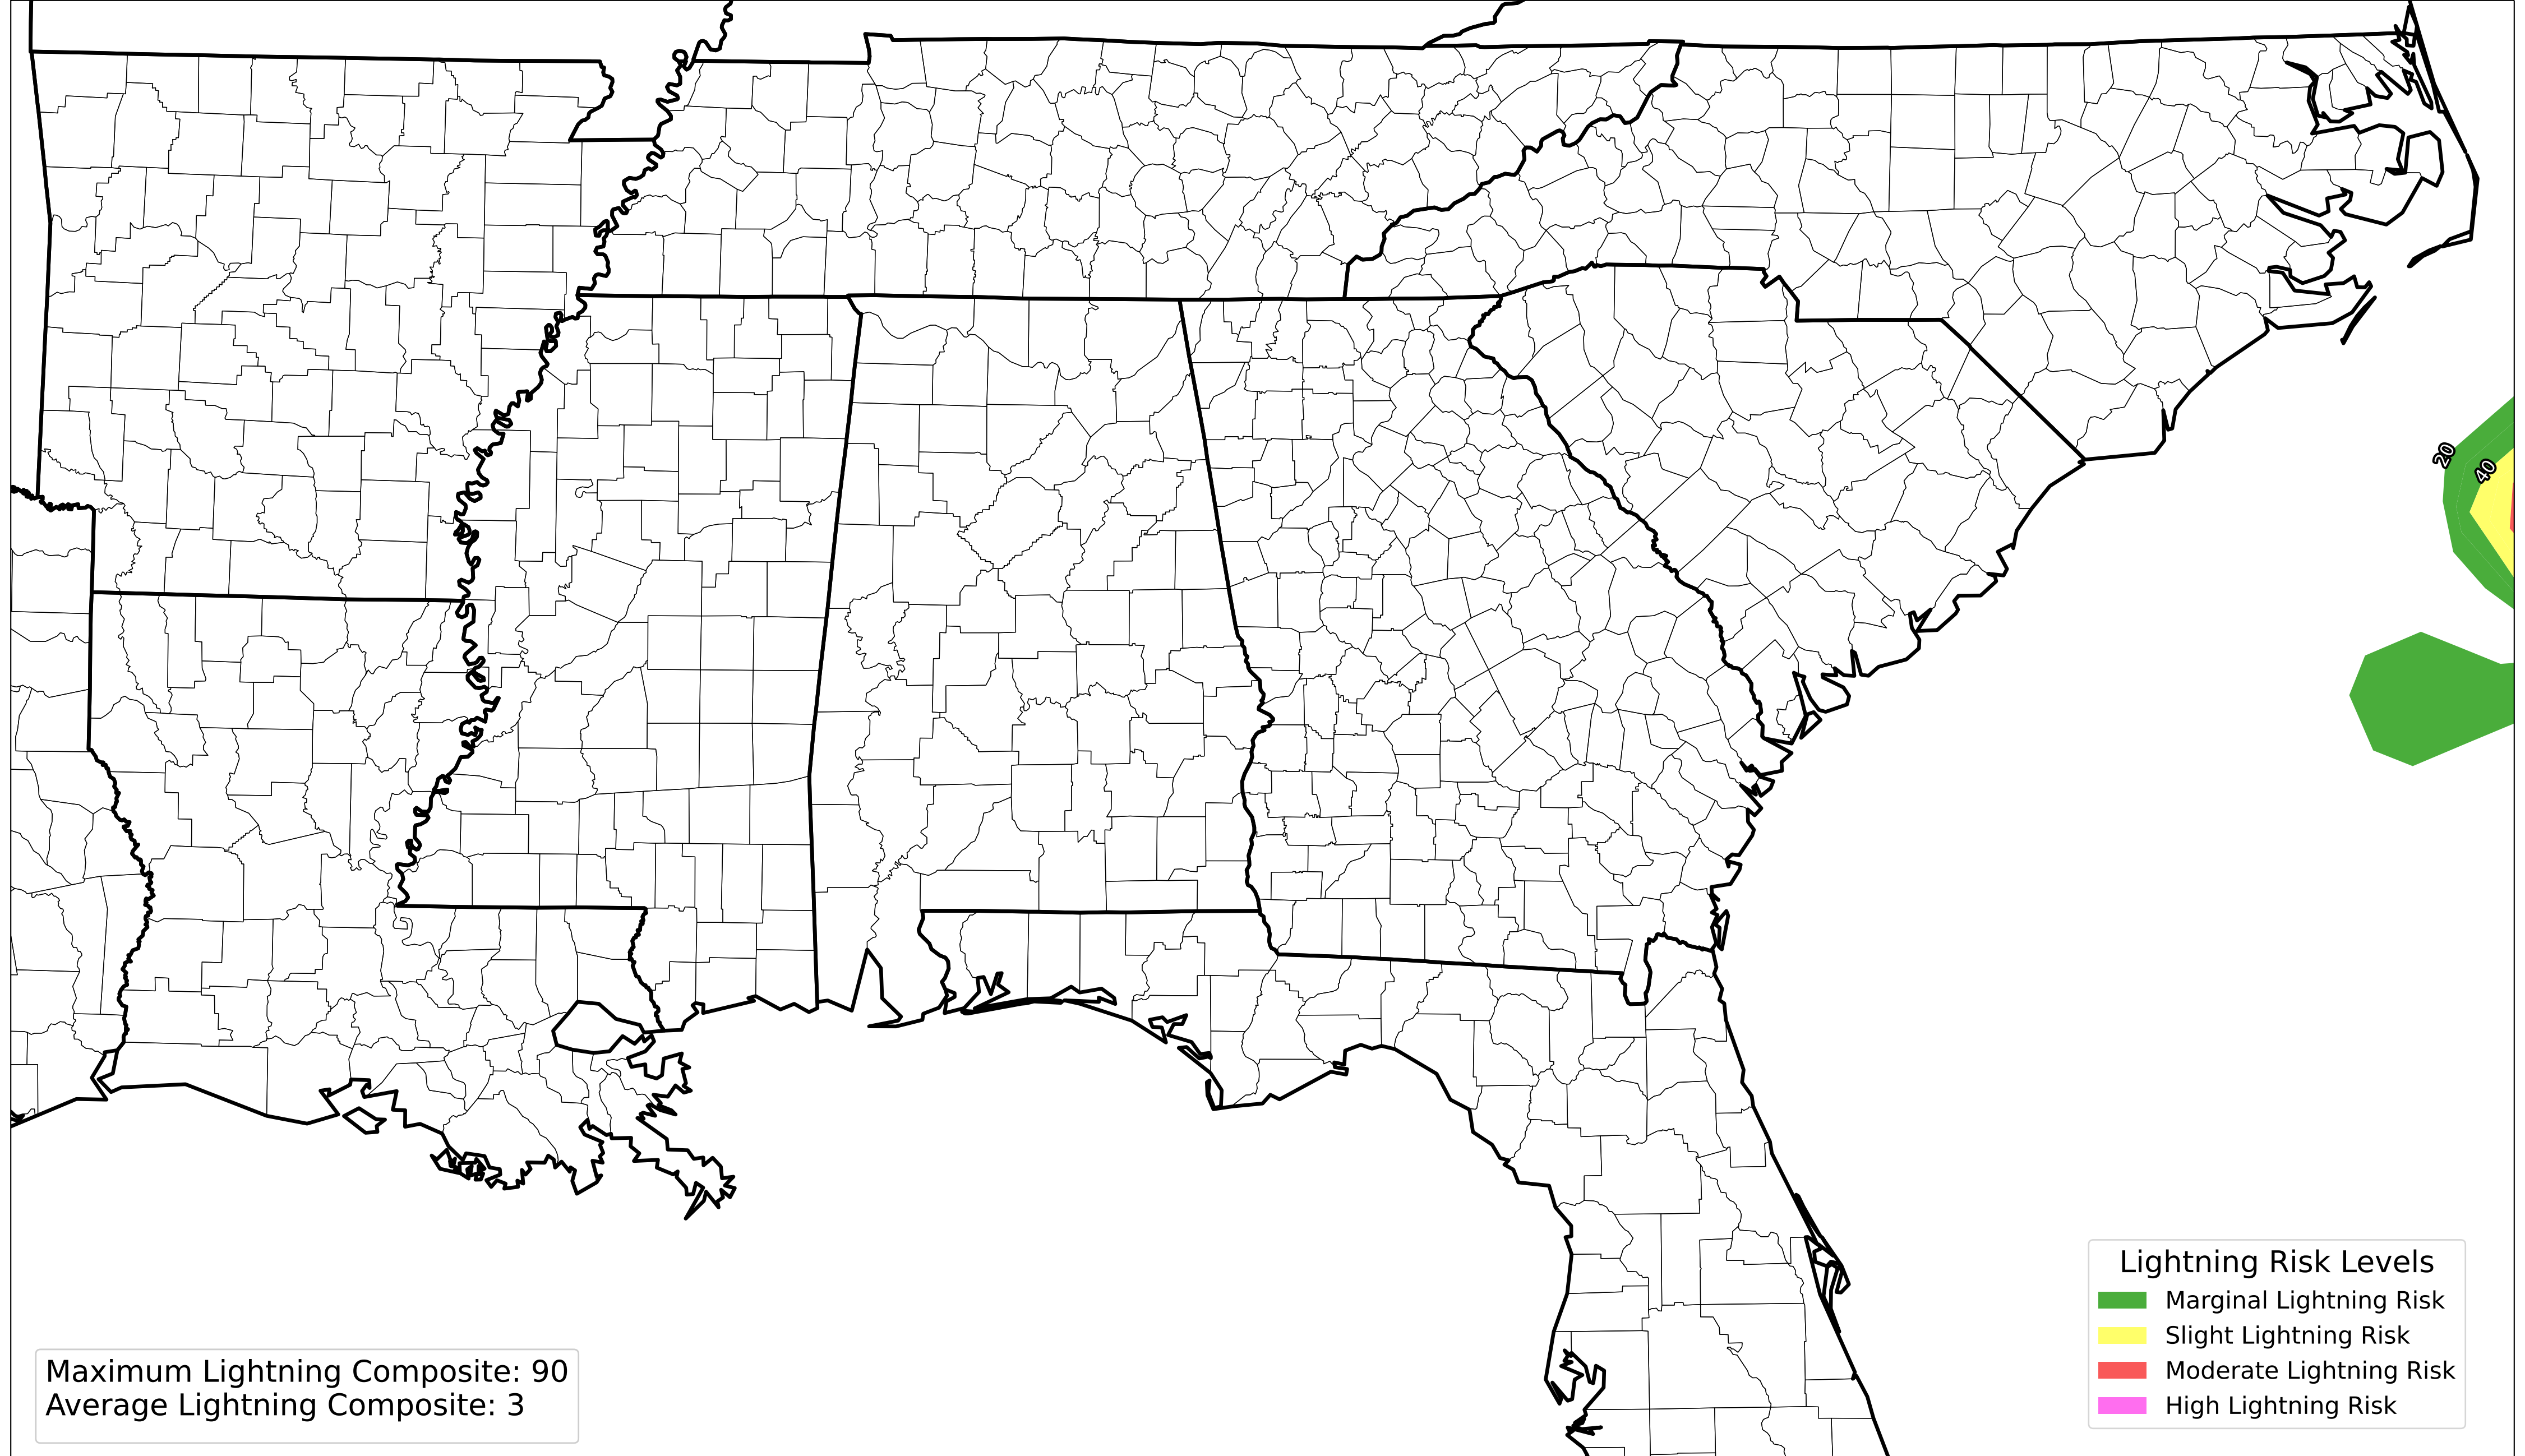 20
40
Lightning Risk Levels
Marginal Lightning Risk
Slight Lightning Risk
Moderate Lightning Risk
High Lightning Risk
Maximum Lightning Composite: 90
Average Lightning Composite: 3